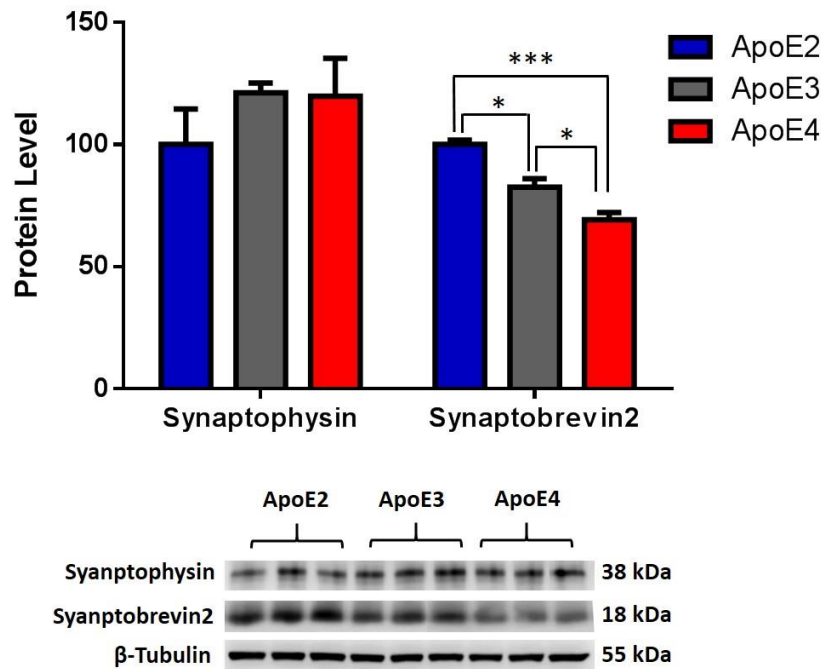 150
100
50
0
Protein Level
ApoE2
ApoE3
ApoE4
***
*
*
Synaptophysin
Synaptobrevin2
ApoE2 ApoE3 ApoE4
Syanptophysin 38 kDa
Syanptobrevin2 18 kDa
β-Tubulin 55 kDa